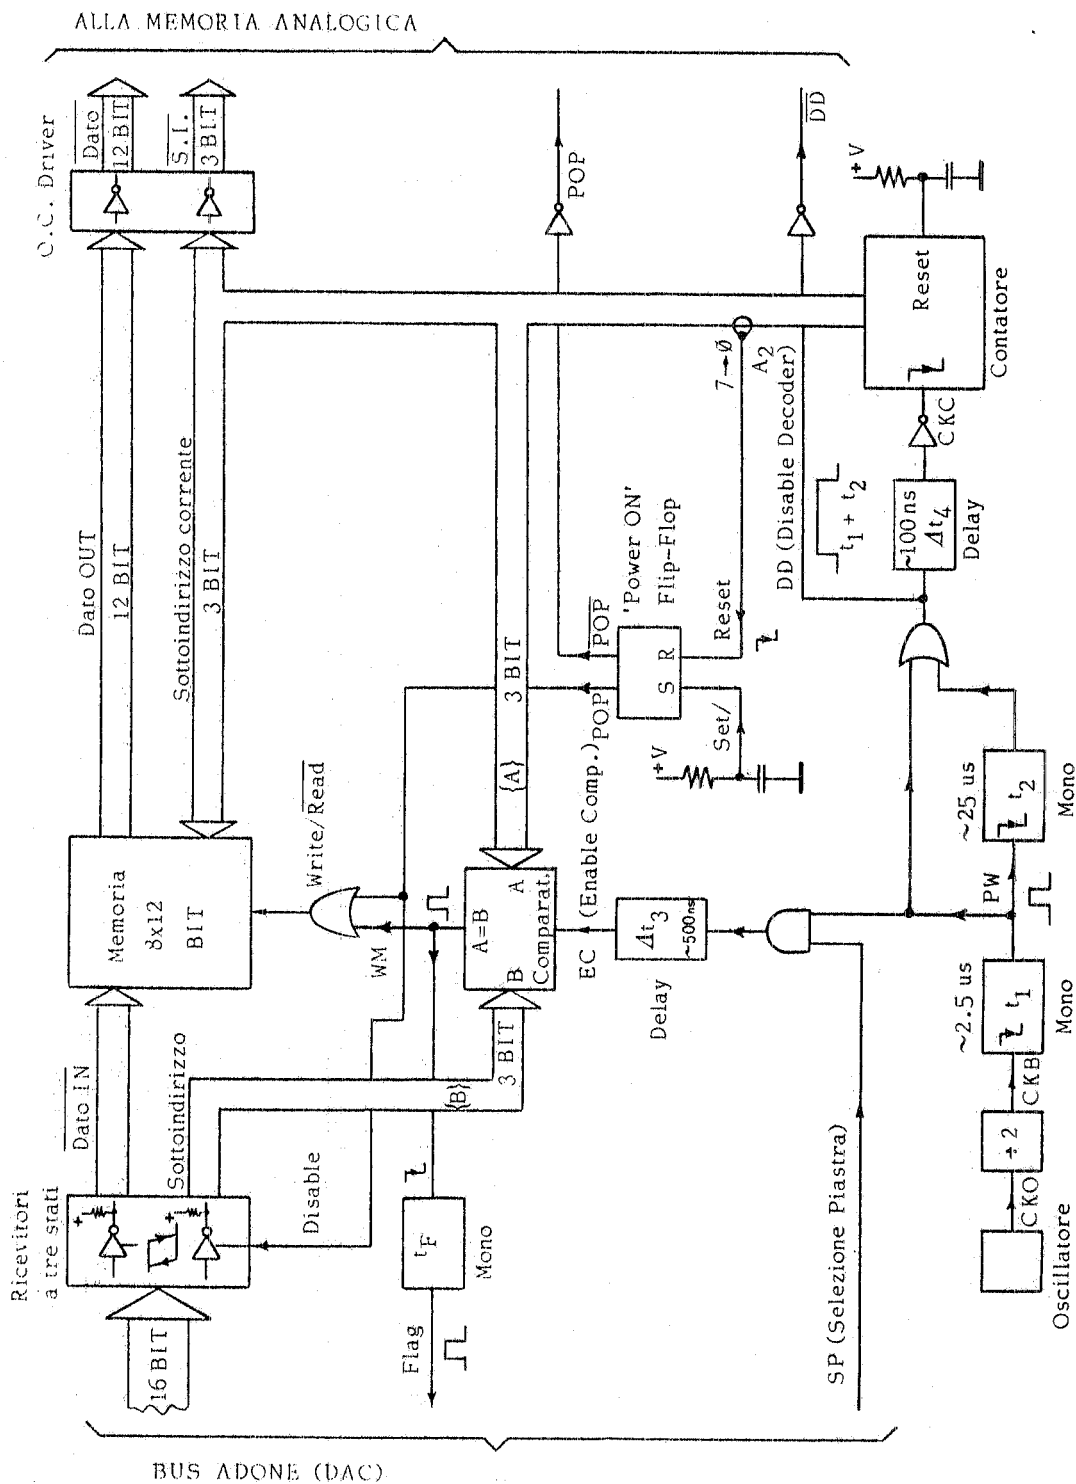 ALLA MEMORIA ANALOGICA
O.C. Driver
Dato
12 BIT
S.I.
3 BIT
POP
DD
+V
Dato OUT
12 BIT
Sottoindirizzo corrente
3 BIT
7→Ø
A2
Reset
Contatore
CKC
DD (Disable Decoder)
t1 + t2
~100ns
Δt4
Delay
'Power ON'
Flip-Flop
POP
POP
S R
Reset
Set/
+V
3 BIT
{A}
Write/Read
Memoria
8x12
BIT
WM
A=B
A
B
Comparat.
EC (Enable Comp.)
Δt3
~500ns
Delay
~25 us
t2
Mono
PW
~2.5 us
t1
Mono
CKB
÷ 2
CKO
Oscillatore
SP (Selezione Piastra)
Dato IN
Sottoindirizzo
3 BIT
{B}
Ricevitori
a tre stati
+
+
Disable
tF
Mono
Flag
16 BIT
BUS ADONE (DAC)